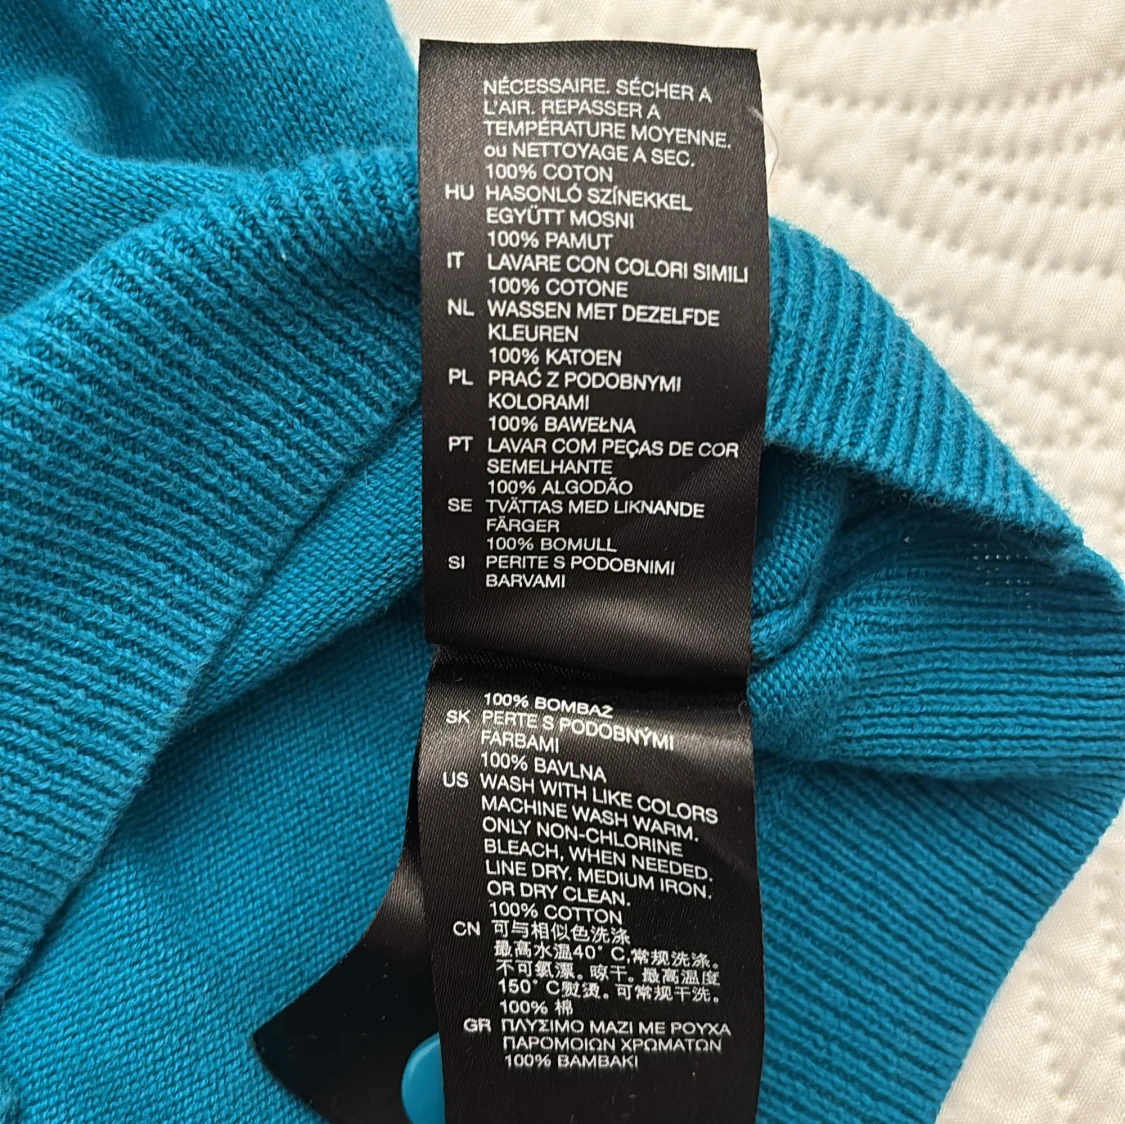 NÉCESSAIRE. SÉCHER A
L'AIR. REPASSER A
TEMPÉRATURE MOYENNE.
ou NETTOYAGE A SEC.
100% COTON
HU HASONLÓ SZÍNEKKEL
EGYÜTT MOSNI
100% PAMUT
IT LAVARE CON COLORI SIMILI
100% COTONE
NL WASSEN MET DEZELFDE
KLEUREN
100% KATOEN
PL PRAĆ Z PODOBNYMI
KOLORAMI
100% BAWEŁNA
PT LAVAR COM PEÇAS DE COR
SEMELHANTE
100% ALGODÃO
SE TVÄTTAS MED LIKNANDE
FÄRGER
100% BOMULL
SI PERITE S PODOBNIMI
BARVAMI
100% BOMBAŽ
SK PERTE S PODOBNÝMI
FARBAMI
100% BAVLNA
US WASH WITH LIKE COLORS
MACHINE WASH WARM.
ONLY NON-CHLORINE
BLEACH, WHEN NEEDED.
LINE DRY. MEDIUM IRON.
OR DRY CLEAN.
100% COTTON
CN 可与相似色洗涤
最高水温40° C,常规洗涤。
不可氯漂。晾干。最高温度
150° C熨烫。可常规干洗。
100% 棉
GR ΠΛΥΣΙΜΟ ΜΑΖΙ ΜΕ ΡΟΥΧΑ
ΠΑΡΟΜΟΙΩΝ ΧΡΩΜΑΤΩΝ
100% ΒΑΜΒΑΚΙ